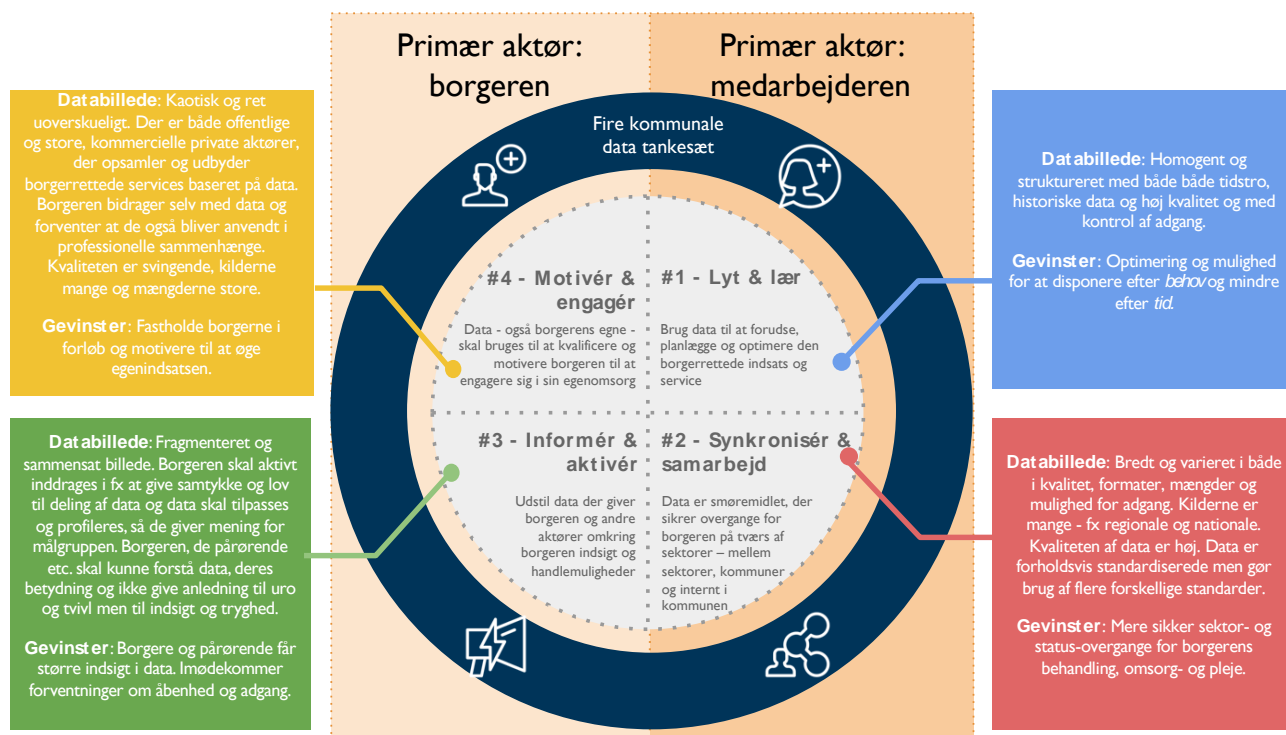 Primær aktør:
borgeren
Primær aktør:
medarbejderen
Fire kommunale
data tankesæt
Databillede: Kaotisk og ret
uoverskueligt. Der er både offentlige
og store, kommercielle private aktører,
der opsamler og udbyder
borgerrettede services baseret på data.
Borgeren bidrager selv med data og
forventer at de også bliver anvendt i
professionelle sammenhænge.
Kvaliteten er svingende, kilderne
mange og mængderne store.
Gevinster: Fastholde borgerne i
forløb og motivere til at øge
egenindsatsen.
#4 - Motivér &
engagér
Data - også borgerens egne -
skal bruges til at kvalificere og
motivere borgeren til at
engagere sig i sin egenomsorg
#1 - Lyt & lær
Brug data til at forudse,
planlægge og optimere den
borgerrettede indsats og
service
Databillede: Homogent og
struktureret med både både tidstro,
historiske data og høj kvalitet og med
kontrol af adgang.
Gevinster: Optimering og mulighed
for at disponere efter behov og mindre
efter tid.
Databillede: Fragmenteret og
sammensat billede. Borgeren skal aktivt
inddrages i fx at give samtykke og lov
til deling af data og data skal tilpasses
og profileres, så de giver mening for
målgruppen. Borgeren, de pårørende
etc. skal kunne forstå data, deres
betydning og ikke give anledning til uro
og tvivl men til indsigt og tryghed.
Gevinster: Borgere og pårørende får
større indsigt i data. Imødekommer
forventninger om åbenhed og adgang.
#3 - Informér &
aktivér
Udstil data der giver
borgeren og andre
aktører omkring
borgeren indsigt og
handlemuligheder
#2 - Synkronisér &
samarbejd
Data er smøremidlet, der
sikrer overgange for
borgeren på tværs af
sektorer – mellem
sektorer, kommuner
og internt i
kommunen
Databillede: Bredt og varieret i både
i kvalitet, formater, mængder og
mulighed for adgang. Kilderne er
mange - fx regionale og nationale.
Kvaliteten af data er høj. Data er
forholdsvis standardiserede men gør
brug af flere forskellige standarder.
Gevinster: Mere sikker sektor- og
status-overgange for borgerens
behandling, omsorg- og pleje.